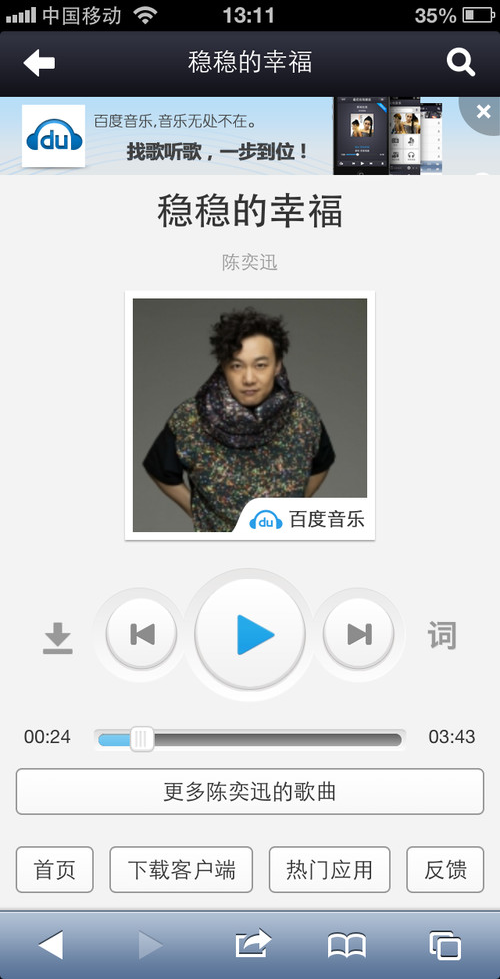 中国移动 13:11 35%
稳稳的幸福
百度音乐,音乐无处不在。
du 找歌听歌，一步到位！
稳稳的幸福
陈奕迅
du 百度音乐
词
00:24 03:43
更多陈奕迅的歌曲
首页 下载客户端 热门应用 反馈